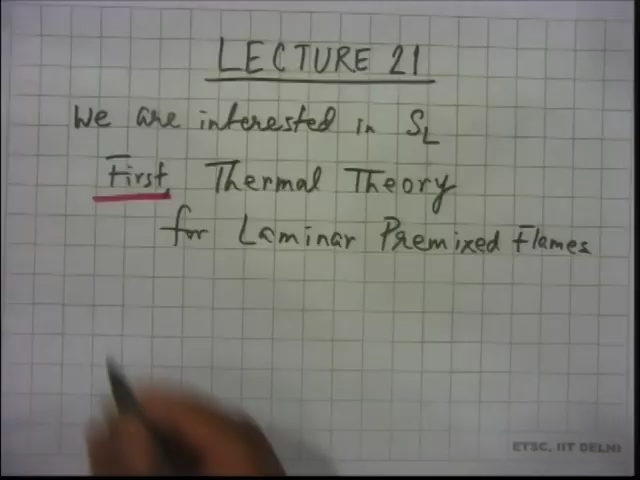 LECTURE 21
We are interested in SL
First Thermal Theory
for Laminar Premixed Flames
ETSC, IIT DELHI